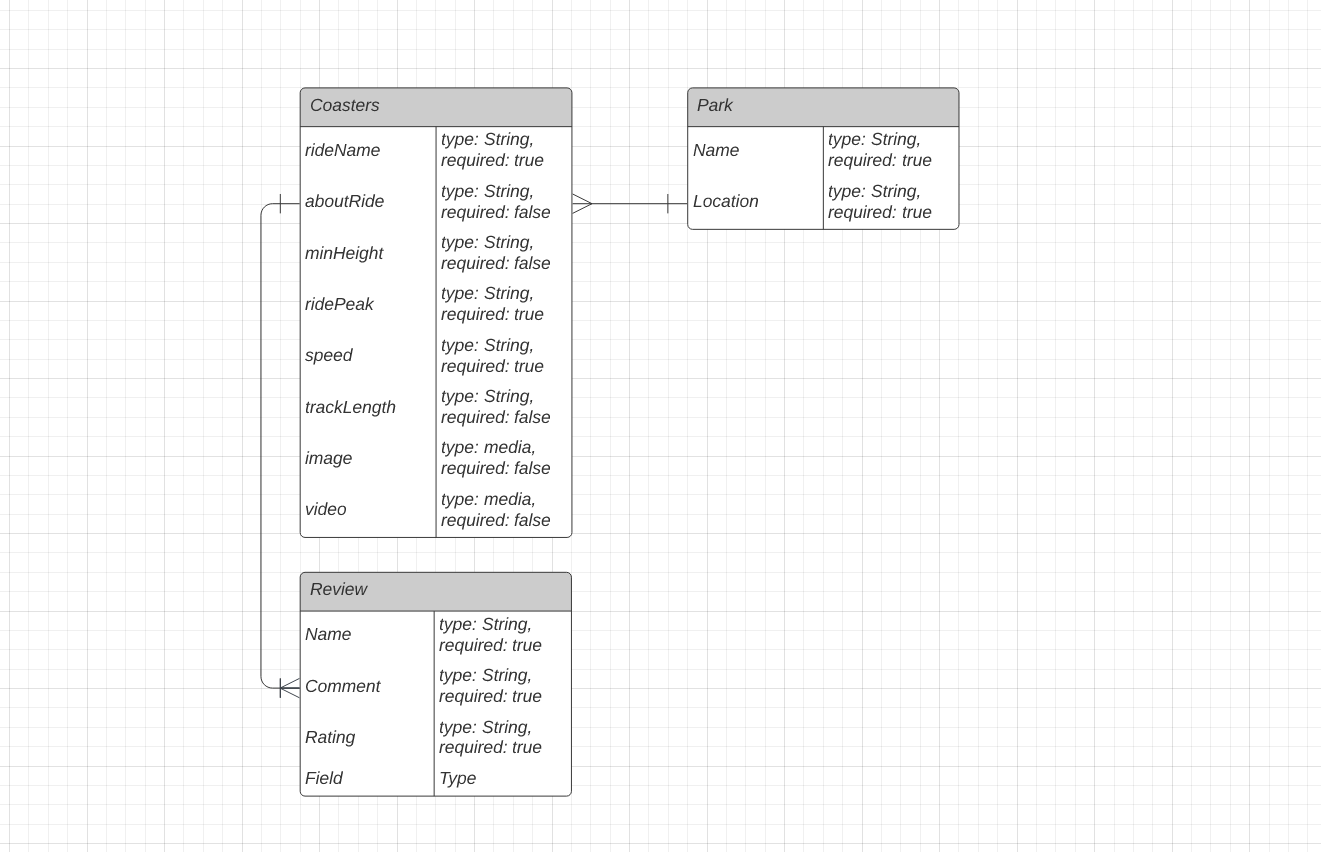 Coasters
rideName
type: String,
required: true
aboutRide
type: String,
required: false
minHeight
type: String,
required: false
ridePeak
type: String,
required: true
speed
type: String,
required: true
trackLength
type: String,
required: false
image
type: media,
required: false
video
type: media,
required: false
Park
Name
type: String,
required: true
Location
type: String,
required: true
Review
Name
type: String,
required: true
Comment
type: String,
required: true
Rating
type: String,
required: true
Field
Type